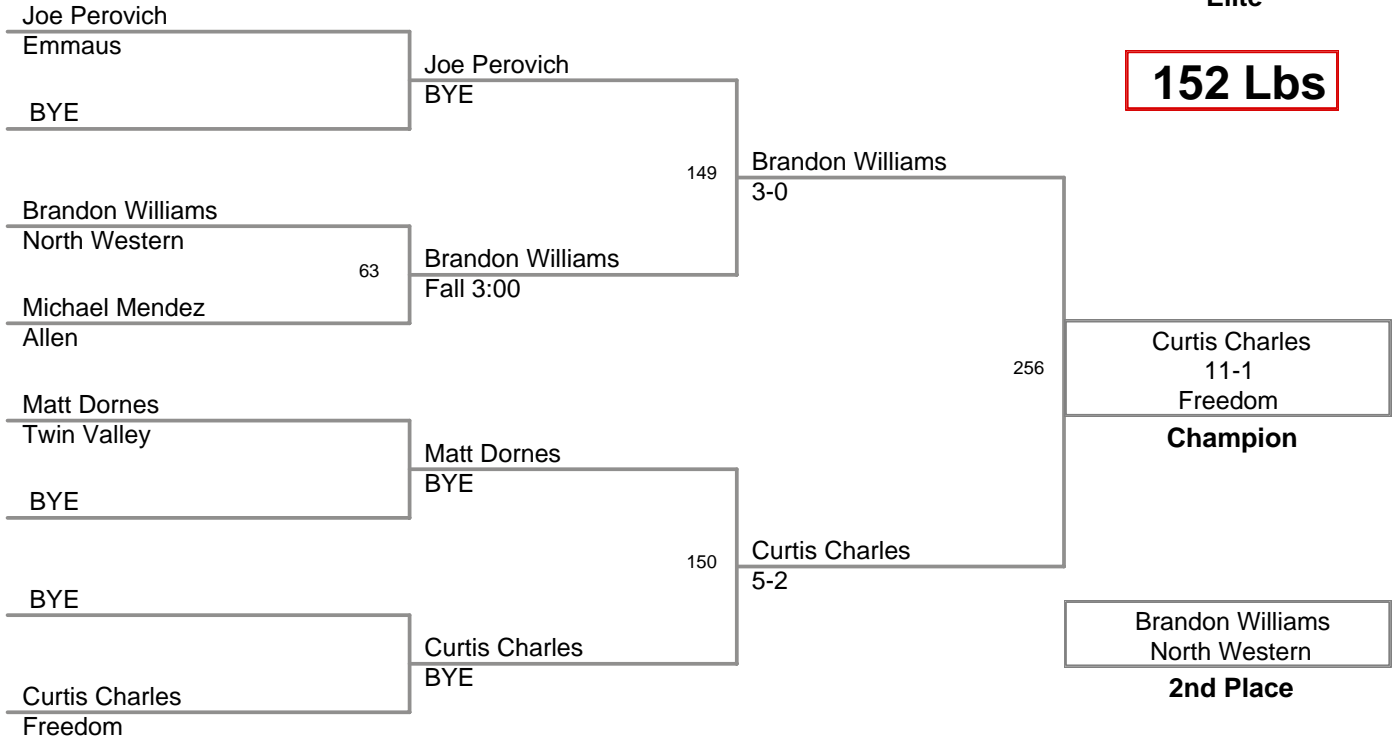 Elite
152 Lbs
Joe Perovich
Emmaus
BYE
Brandon Williams
North Western
63
Michael Mendez
Allen
Matt Dornes
Twin Valley
BYE
BYE
Curtis Charles
Freedom
Joe Perovich
BYE
149
Brandon Williams
Fall 3:00
Matt Dornes
BYE
150
Curtis Charles
BYE
Brandon Williams
3-0
256
Curtis Charles
5-2
Curtis Charles
11-1
Freedom
Champion
Brandon Williams
North Western
2nd Place